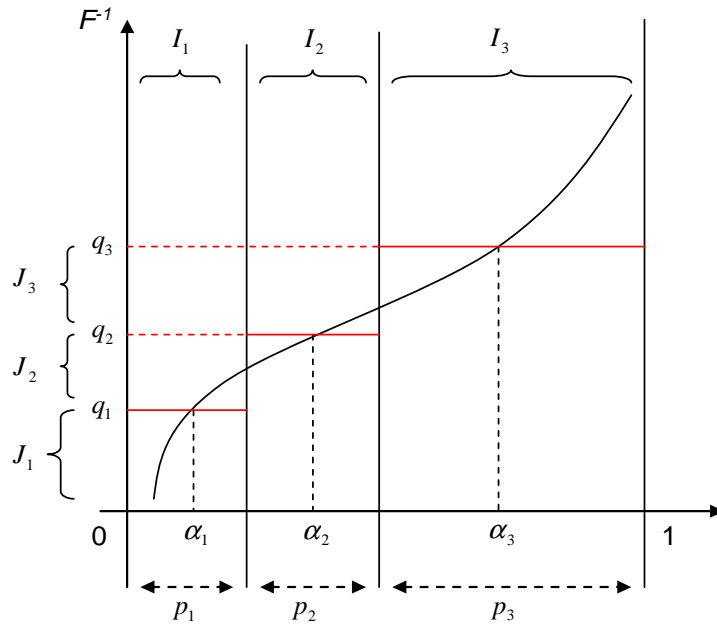 F⁻¹
I₁ I₂ I₃
q₃
J₃
q₂
J₂
q₁
J₁
0 α₁ α₂ α₃ 1
p₁ p₂ p₃